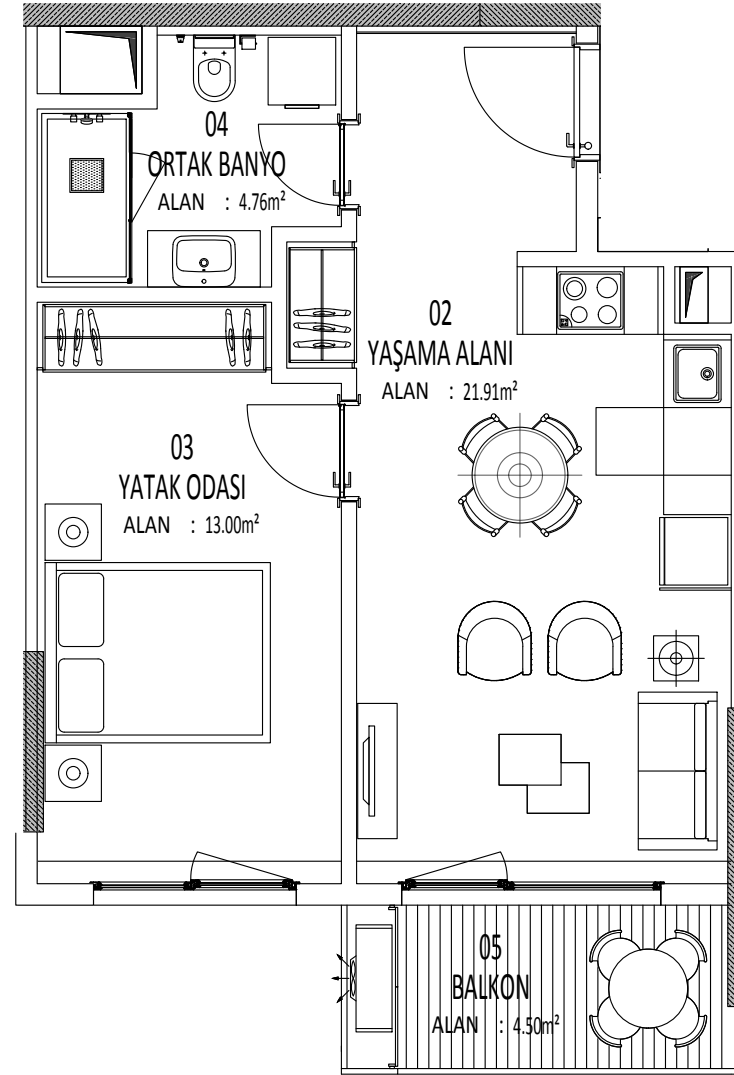 04
ORTAK BANYO
ALAN : 4.76m²
02
YAŞAMA ALANI
ALAN : 21.91m²
03
YATAK ODASI
ALAN : 13.00m²
05
BALKON
ALAN : 4.50m²